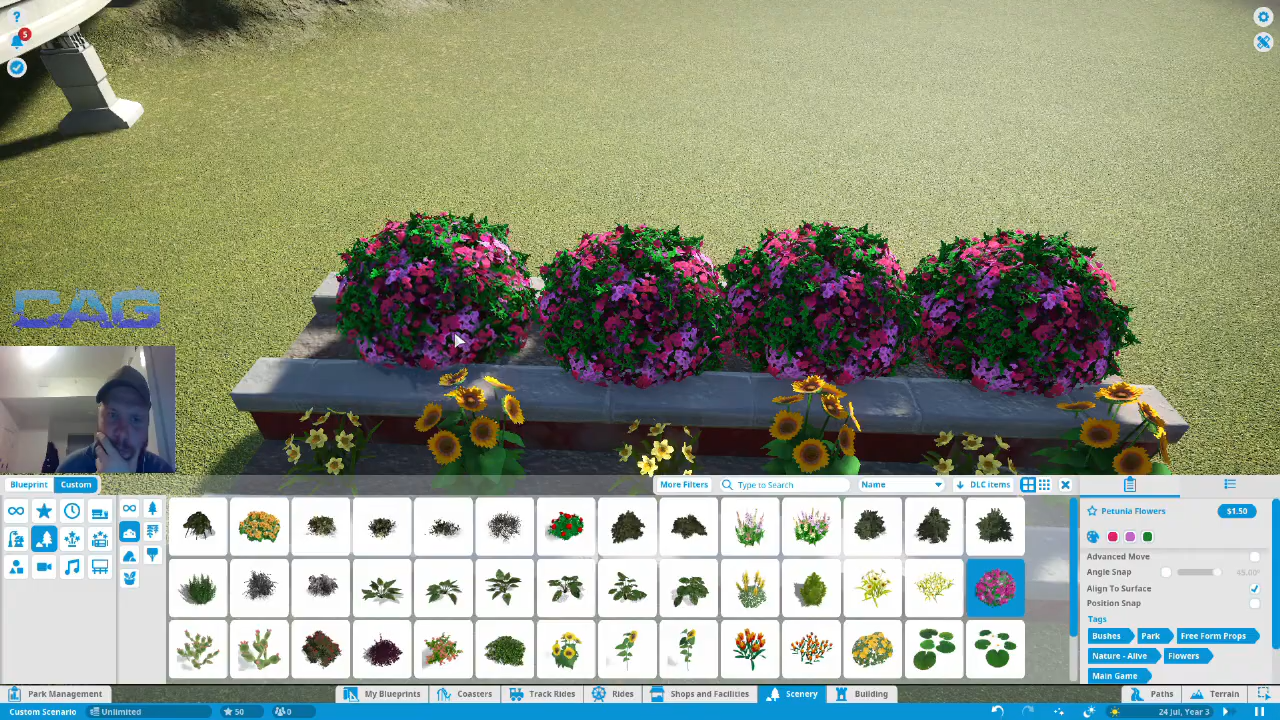 ?
5
CAG
Blueprint
Custom
More Filters
Type to Search
Name
DLC items
Petunia Flowers
$1.50
Advanced Move
Angle Snap
45.00°
Align To Surface
Position Snap
Tags
Bushes
Park
Free Form Props
Nature - Alive
Flowers
Main Game
Park Management
My Blueprints
Coasters
Track Rides
Rides
Shops and Facilities
Scenery
Building
Paths
Terrain
Custom Scenario
Unlimited
50
0
24 Jul, Year 3